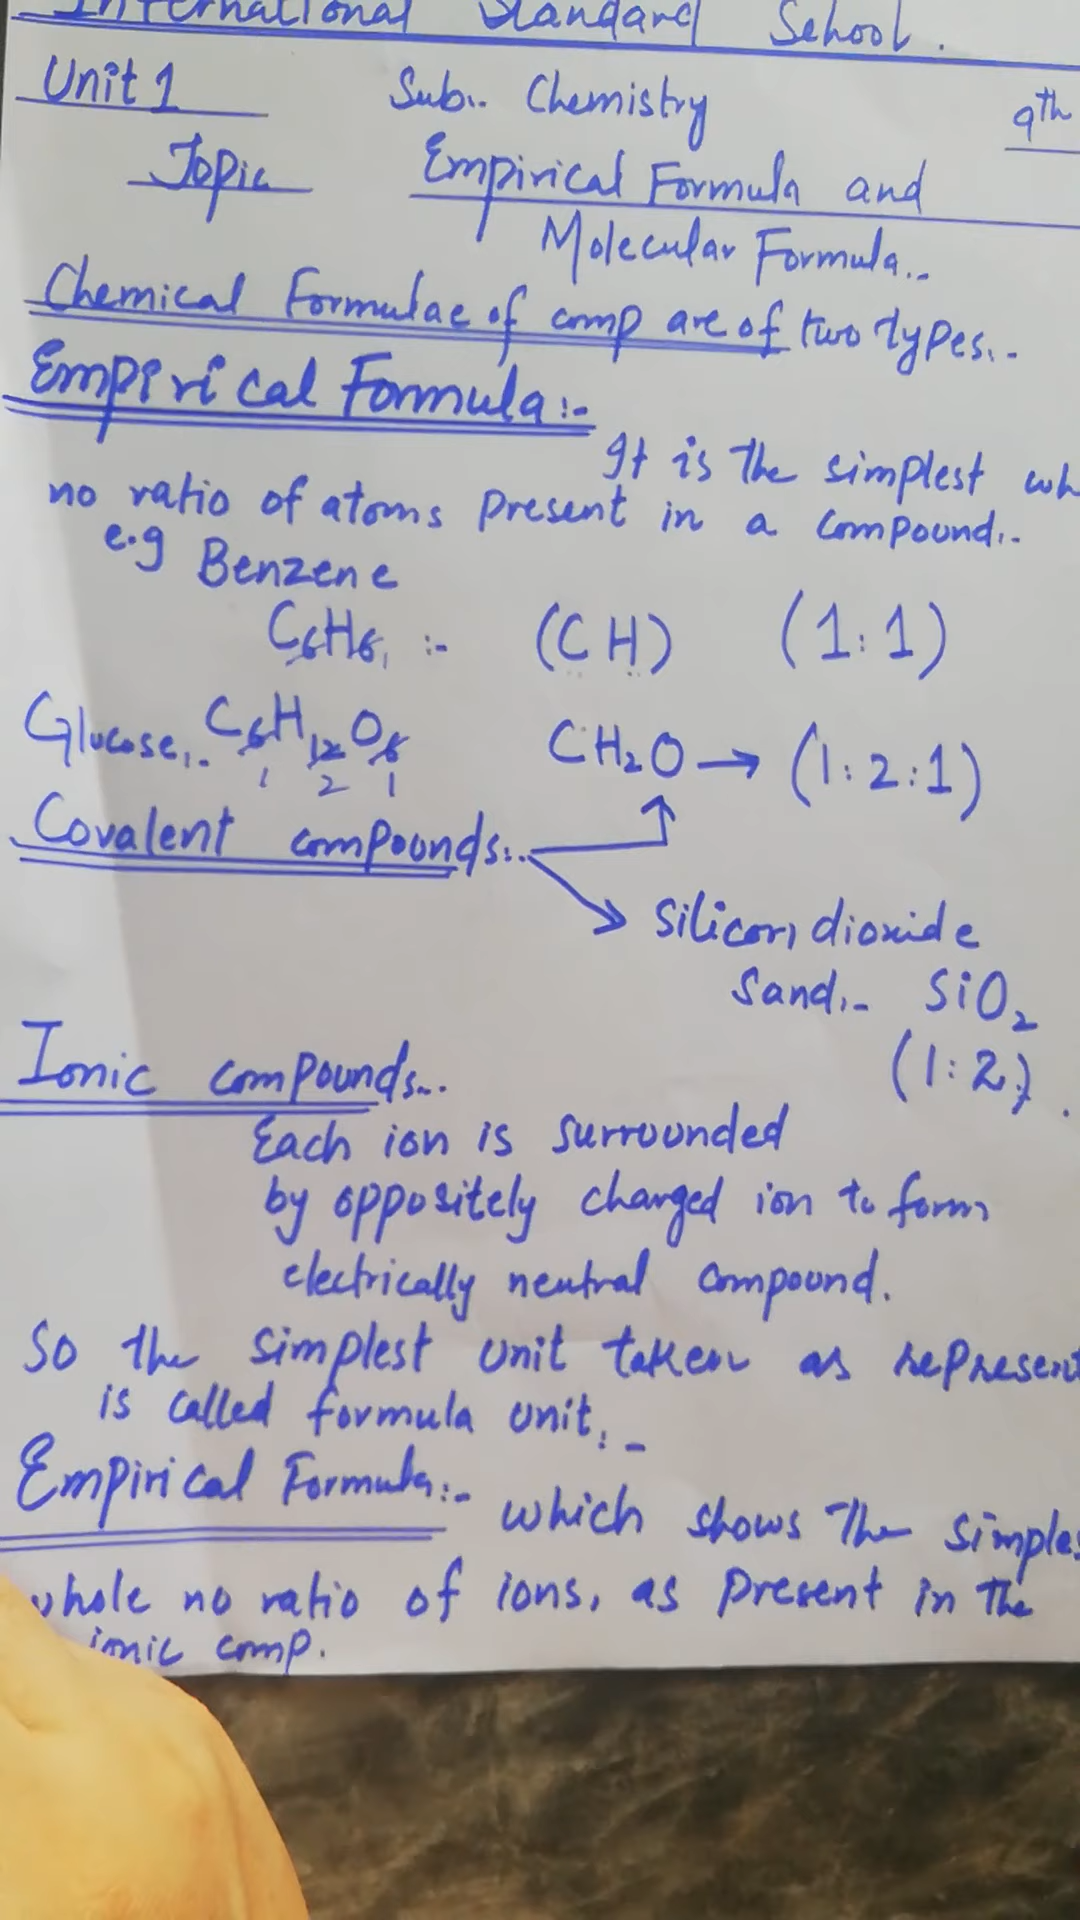 International Standard School.
Unit 1 Sub:. Chemistry 9th
Topic Empirical Formula and
Molecular Formula..
Chemical Formulae of comp are of two types..-
Empirical Formula:-
It is the simplest wh
no ratio of atoms present in a compound..
e.g Benzene
C6H6, :- (CH) (1:1)
Glucose,. C6H12O6 CH2O → (1:2:1)
1 2 1
Covalent compounds:.
Silicon dioxide
Sand.- SiO2
(1:2).
Ionic compounds...
Each ion is surrounded
by oppositely charged ion to form
electrically neutral compound.
So the simplest unit taken as represent
is called formula unit:-
Empirical Formula:- which shows the simples
whole no ratio of ions, as present in the
ionic comp.